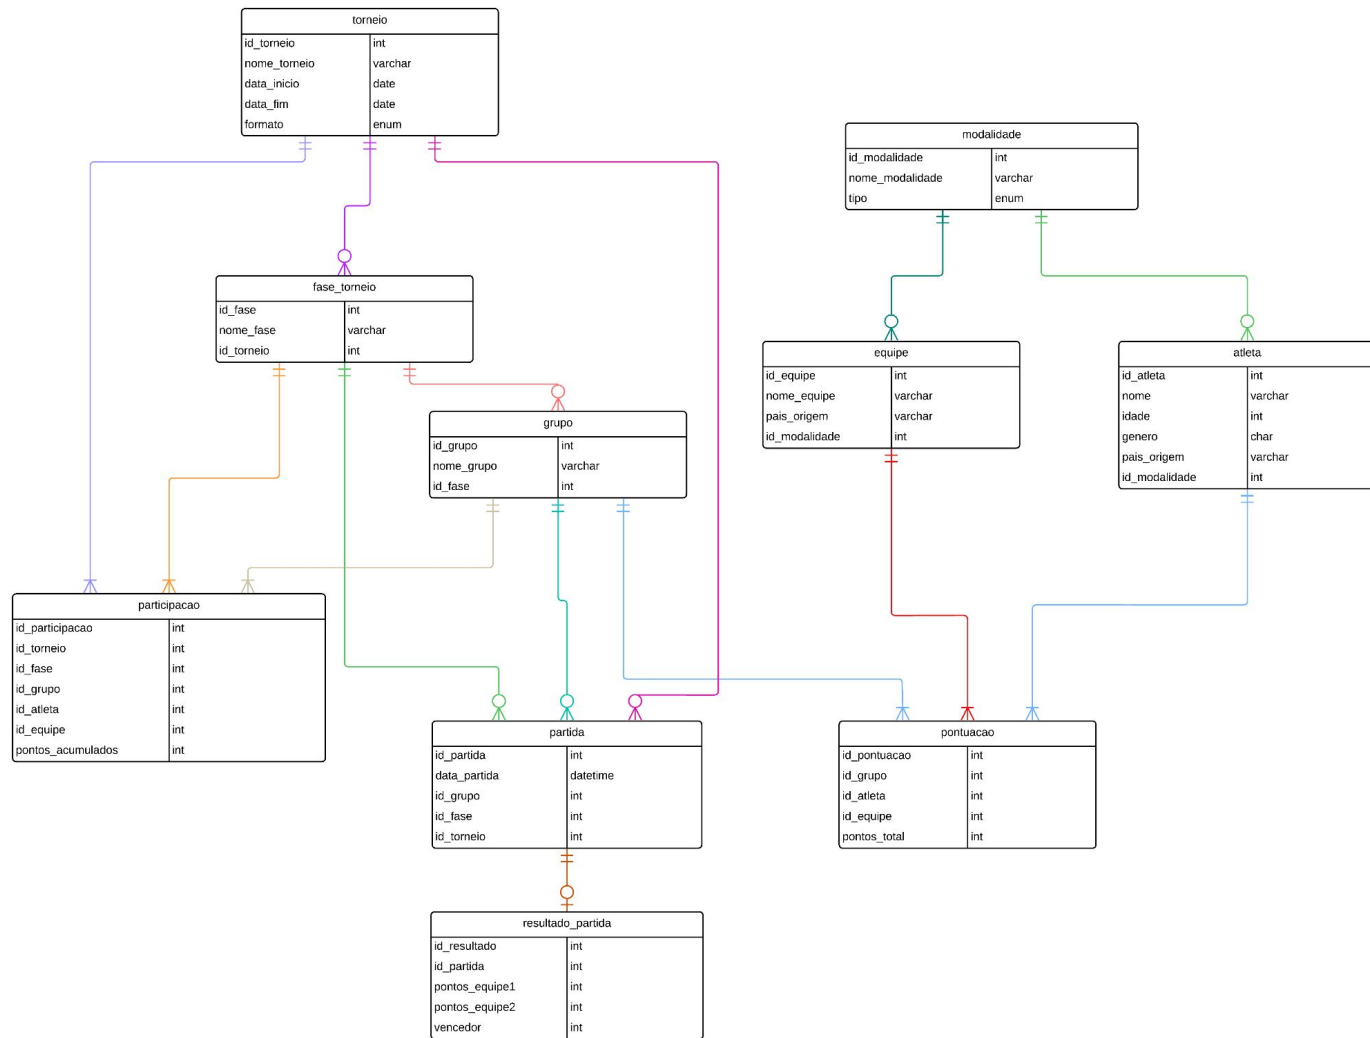 torneio
id_torneio int
nome_torneio varchar
data_inicio date
data_fim date
formato enum
modalidade
id_modalidade int
nome_modalidade varchar
tipo enum
fase_torneio
id_fase int
nome_fase varchar
id_torneio int
equipe
id_equipe int
nome_equipe varchar
pais_origem varchar
id_modalidade int
atleta
id_atleta int
nome varchar
idade int
genero char
pais_origem varchar
id_modalidade int
grupo
id_grupo int
nome_grupo varchar
id_fase int
participacao
id_participacao int
id_torneio int
id_fase int
id_grupo int
id_atleta int
id_equipe int
pontos_acumulados int
partida
id_partida int
data_partida datetime
id_grupo int
id_fase int
id_torneio int
pontuacao
id_pontuacao int
id_grupo int
id_atleta int
id_equipe int
pontos_total int
resultado_partida
id_resultado int
id_partida int
pontos_equipe1 int
pontos_equipe2 int
vencedor int